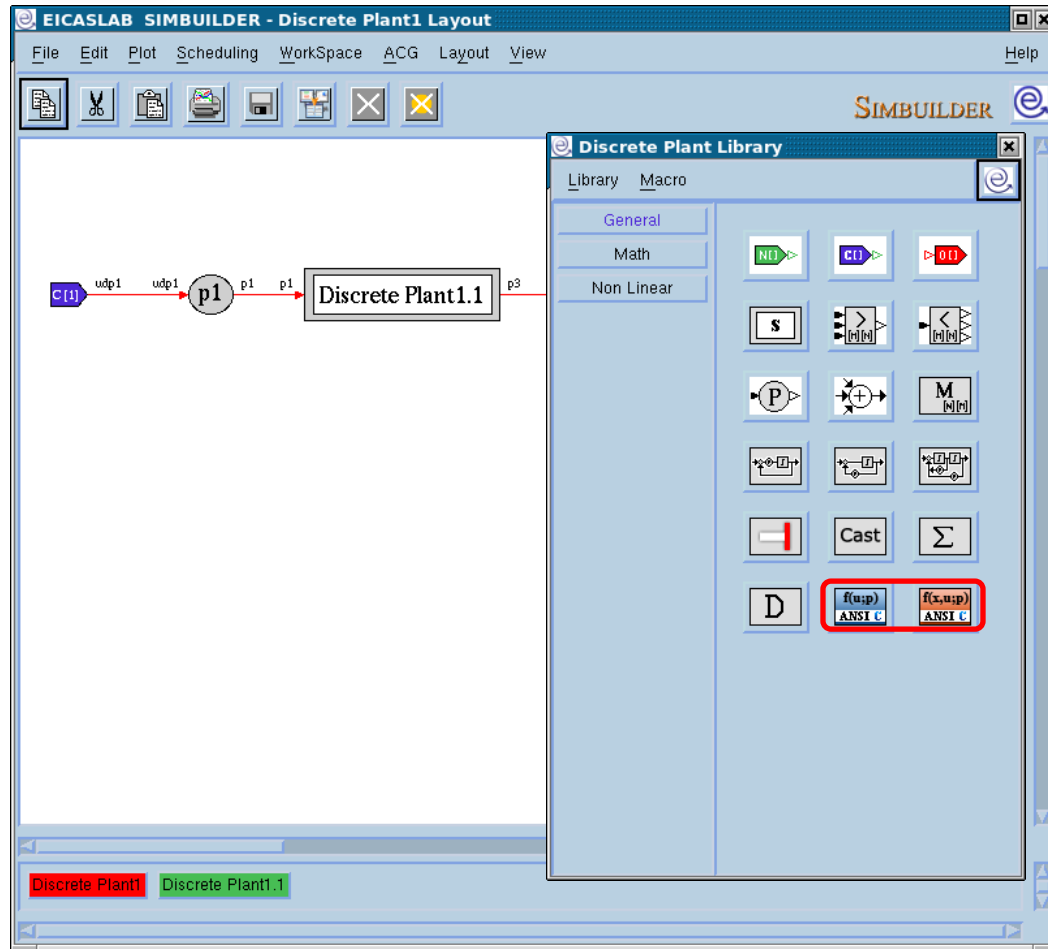 EICASLAB SIMBUILDER - Discrete Plant1 Layout
File Edit Plot Scheduling WorkSpace ACG Layout View Help
SIMBUILDER
Discrete Plant Library
Library Macro
General
Math
Non Linear
N[] C[] O[]
C[1] udp1 udp1 p1 p1 p1 Discrete Plant1.1 p3
S > [M][N] < [M][N]
P + M [N][M]
Cast Σ
D f(u;p) ANSI C f(x,u;p) ANSI C
Discrete Plant1 Discrete Plant1.1